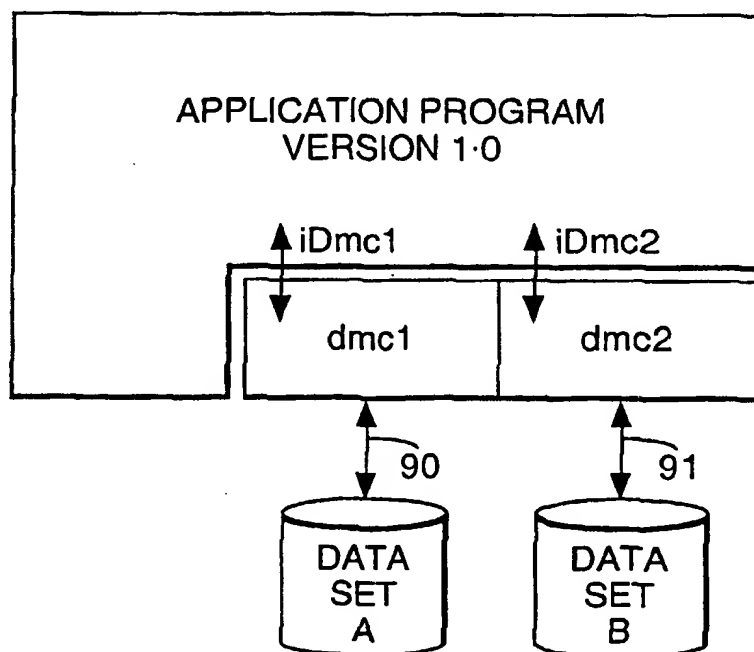 APPLICATION PROGRAM
VERSION 1·0
iDmc1
iDmc2
dmc1
dmc2
90
91
DATA
SET
A
DATA
SET
B